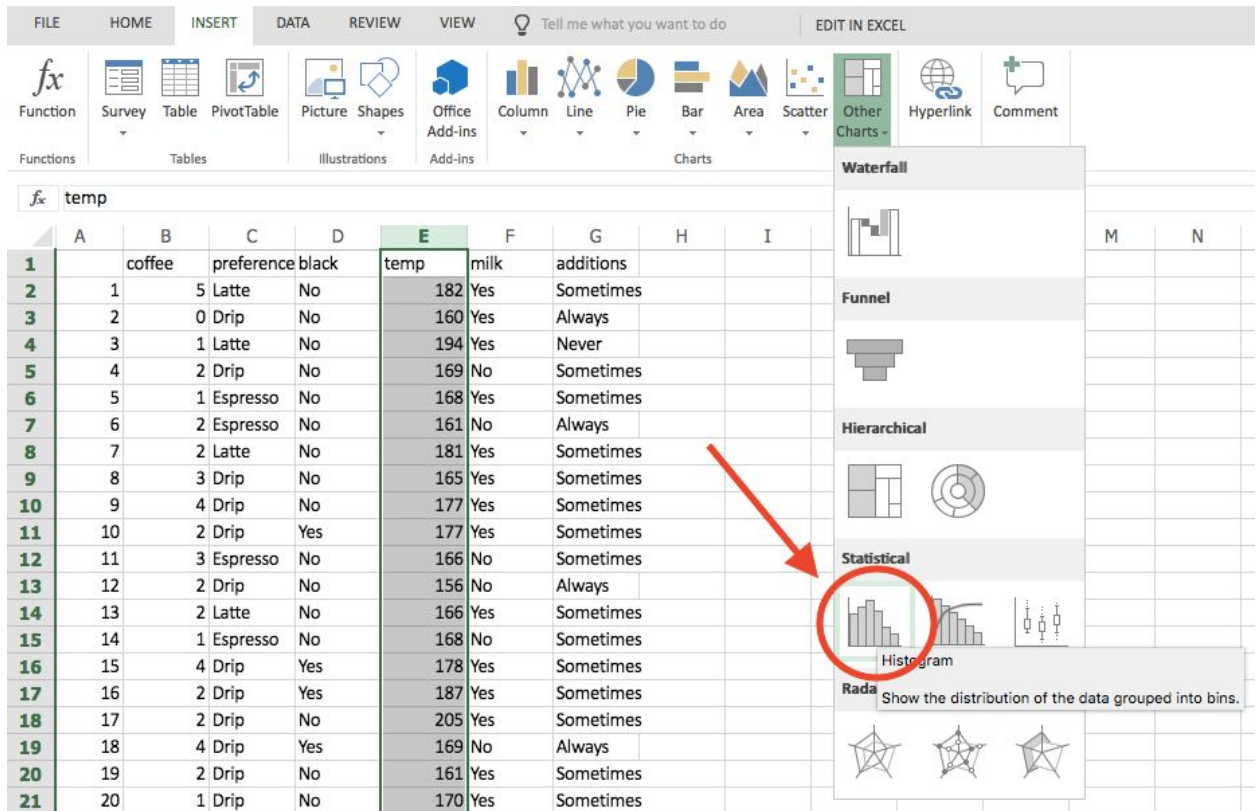 FILE HOME INSERT DATA REVIEW VIEW Tell me what you want to do EDIT IN EXCEL
fx
Function Survey Table PivotTable Picture Shapes Office Add-ins Column Line Pie Bar Area Scatter Other Charts Hyperlink Comment
Functions Tables Illustrations Add-ins Charts
fx temp
A B C D E F G H I M N
1 coffee preference black temp milk additions
2 1 5 Latte No 182 Yes Sometimes
3 2 0 Drip No 160 Yes Always
4 3 1 Latte No 194 Yes Never
5 4 2 Drip No 169 No Sometimes
6 5 1 Espresso No 168 Yes Sometimes
7 6 2 Espresso No 161 No Always
8 7 2 Latte No 181 Yes Sometimes
9 8 3 Drip No 165 Yes Sometimes
10 9 4 Drip No 177 Yes Sometimes
11 10 2 Drip Yes 177 Yes Sometimes
12 11 3 Espresso No 166 No Sometimes
13 12 2 Drip No 156 No Always
14 13 2 Latte No 166 Yes Sometimes
15 14 1 Espresso No 168 No Sometimes
16 15 4 Drip Yes 178 Yes Sometimes
17 16 2 Drip Yes 187 Yes Sometimes
18 17 2 Drip No 205 Yes Sometimes
19 18 4 Drip Yes 169 No Always
20 19 2 Drip No 161 Yes Sometimes
21 20 1 Drip No 170 Yes Sometimes
Waterfall
Funnel
Hierarchical
Statistical
Histogram
Rada
Show the distribution of the data grouped into bins.